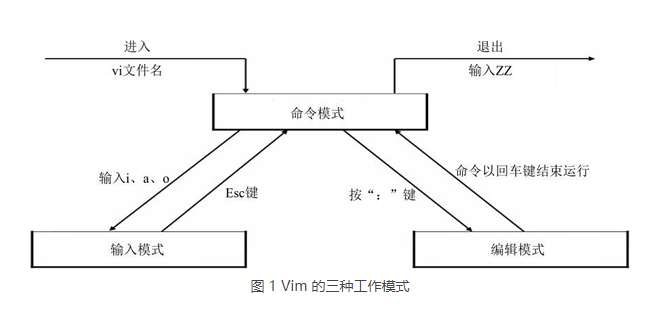 进入
vi文件名
退出
输入ZZ
命令模式
输入i、a、o
Esc键
按“：”键
命令以回车键结束运行
输入模式
编辑模式
图 1 Vim 的三种工作模式